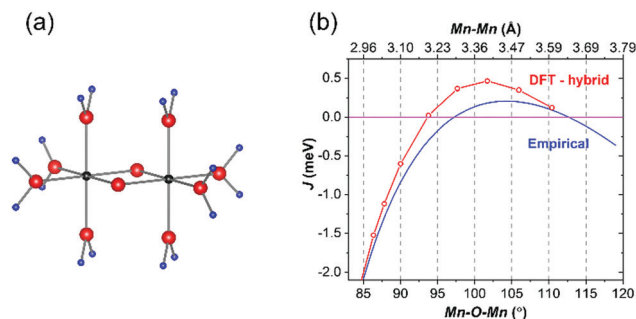 (a)
(b)
Mn-Mn (Å)
2.96 3.10 3.23 3.36 3.47 3.59 3.69 3.79
DFT - hybrid
Empirical
J (meV)
0.5
0.0
-0.5
-1.0
-1.5
-2.0
85 90 95 100 105 110 115 120
Mn-O-Mn (°)